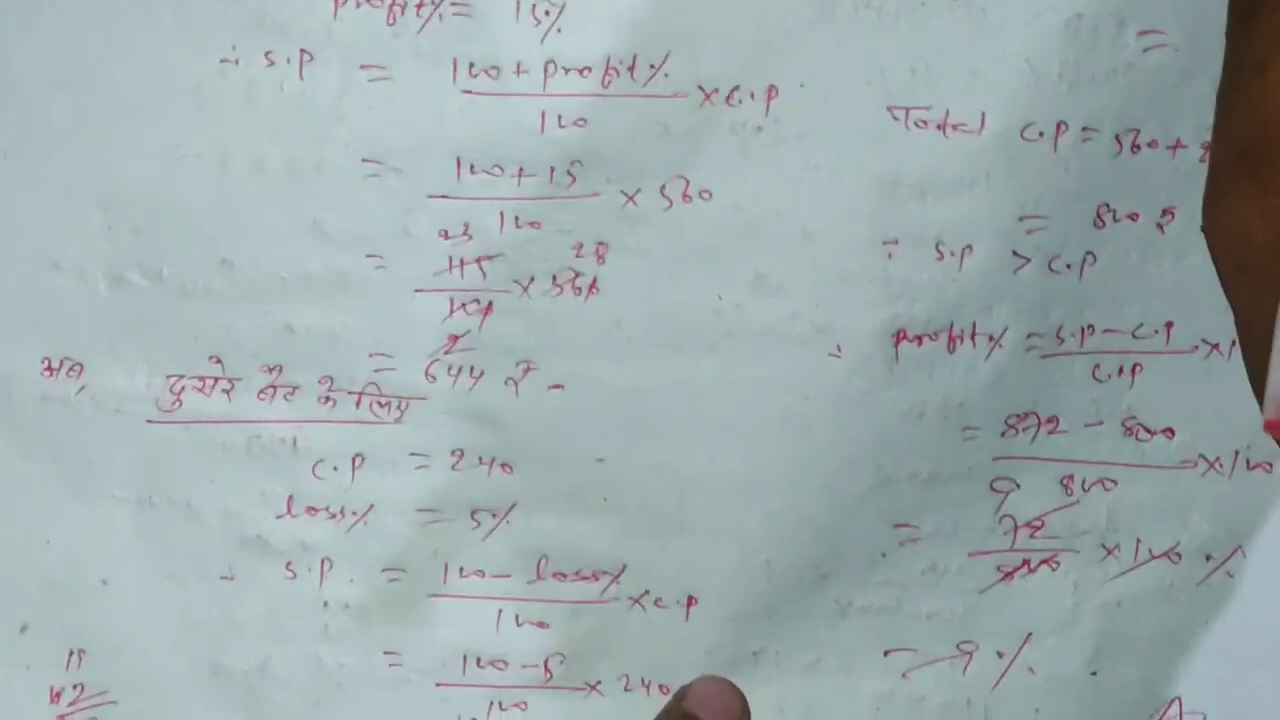 profit% = 15%
∴ S.P = 100 + profit% / 100 × C.P
= 100 + 15 / 100 × 560
= 115 / 100 × 560
23 28
2
= 644 ₹
अब, दुसरे बैट के लिए
C.P = 240
loss% = 5%
∴ S.P. = 100 - loss% / 100 × C.P
= 100 - 5 / 100 × 240
=
Total C.P = 560 +
= 800 ₹
∵ S.P > C.P
∴ profit% = S.P - C.P / C.P ×
= 872 - 800 / 800 × 100
9
= 72 / 800 × 100 %
= 9%